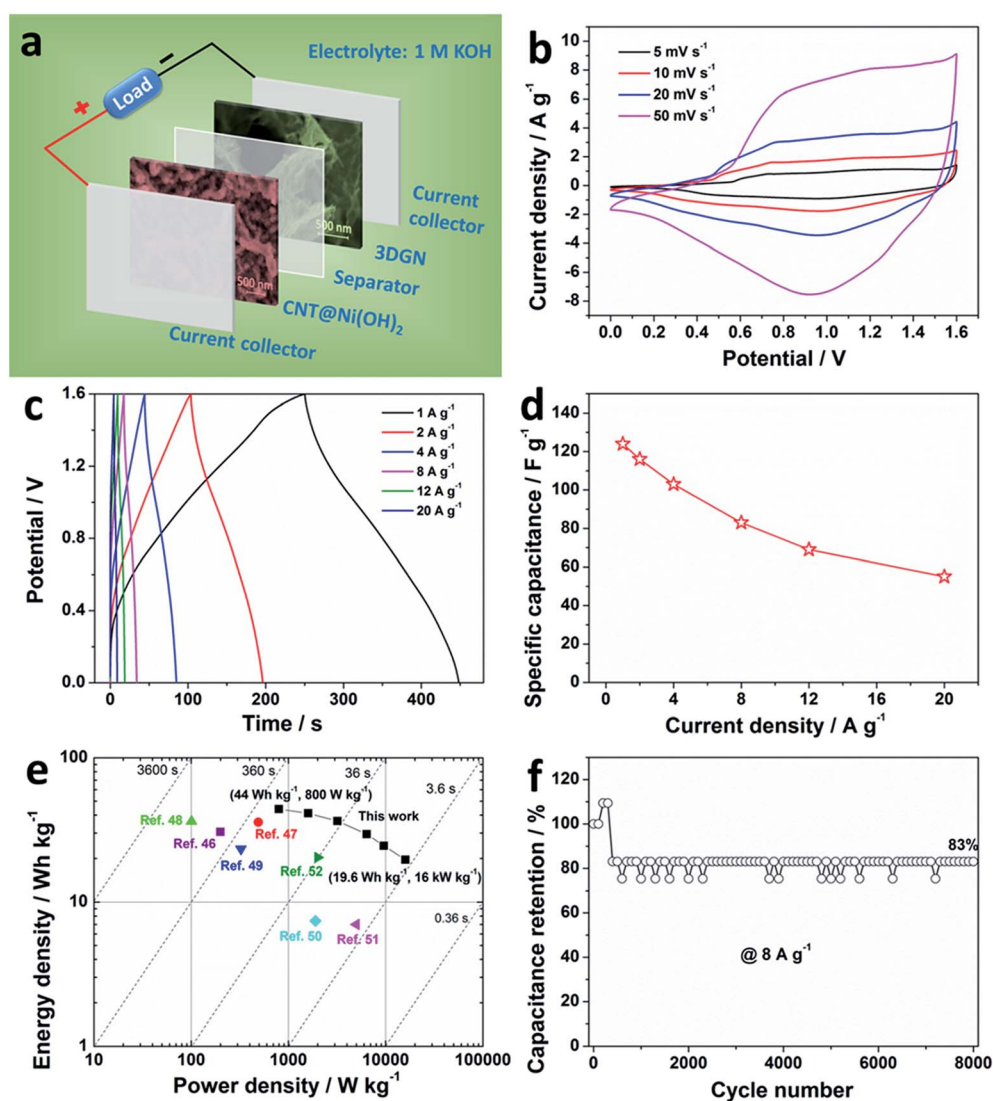 a
Electrolyte: 1 M KOH
Load
+
−
500 nm
500 nm
Current
collector
3DGN
Separator
CNT@Ni(OH)2
Current collector
b
5 mV s-1
10 mV s-1
20 mV s-1
50 mV s-1
Current density / A g-1
10
8
6
4
2
0
-2
-4
-6
-8
0.0 0.2 0.4 0.6 0.8 1.0 1.2 1.4 1.6
Potential / V
c
1 A g-1
2 A g-1
4 A g-1
8 A g-1
12 A g-1
20 A g-1
Potential / V
1.6
1.2
0.8
0.4
0.0
0 100 200 300 400
Time / s
d
Specific capacitance / F g-1
140
120
100
80
60
40
20
0
0 4 8 12 16 20
Current density / A g-1
e
3600 s
360 s
36 s
3.6 s
0.36 s
(44 Wh kg-1, 800 W kg-1)
This work
Ref. 48
Ref. 46
Ref. 47
Ref. 49
Ref. 52
(19.6 Wh kg-1, 16 kW kg-1)
Ref. 50
Ref. 51
Energy density / Wh kg-1
100
10
1
10 100 1000 10000 100000
Power density / W kg-1
f
83%
@ 8 A g-1
Capacitance retention / %
120
100
80
60
40
20
0
0 2000 4000 6000 8000
Cycle number